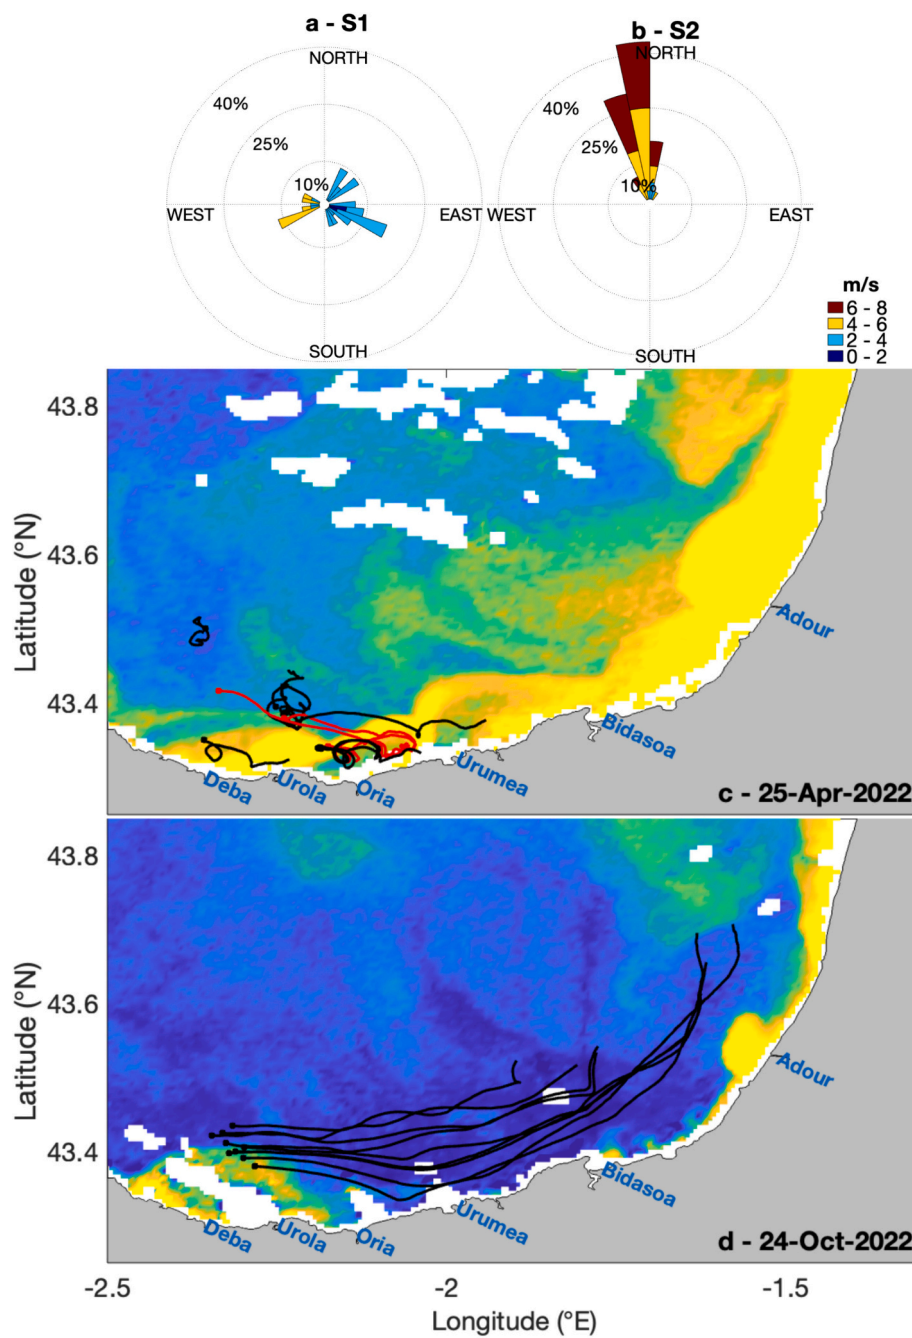 a - S1
b - S2
NORTH
NORTH
40%
40%
25%
25%
10%
10%
WEST
EAST
WEST
EAST
SOUTH
SOUTH
m/s
6 - 8
4 - 6
2 - 4
0 - 2
43.8
43.6
43.4
Latitude (°N)
Adour
Bidasoa
Urumea
Oria
Urola
Deba
c - 25-Apr-2022
43.8
43.6
43.4
Latitude (°N)
Adour
Bidasoa
Urumea
Oria
Urola
Deba
d - 24-Oct-2022
-2.5
-2
-1.5
Longitude (°E)